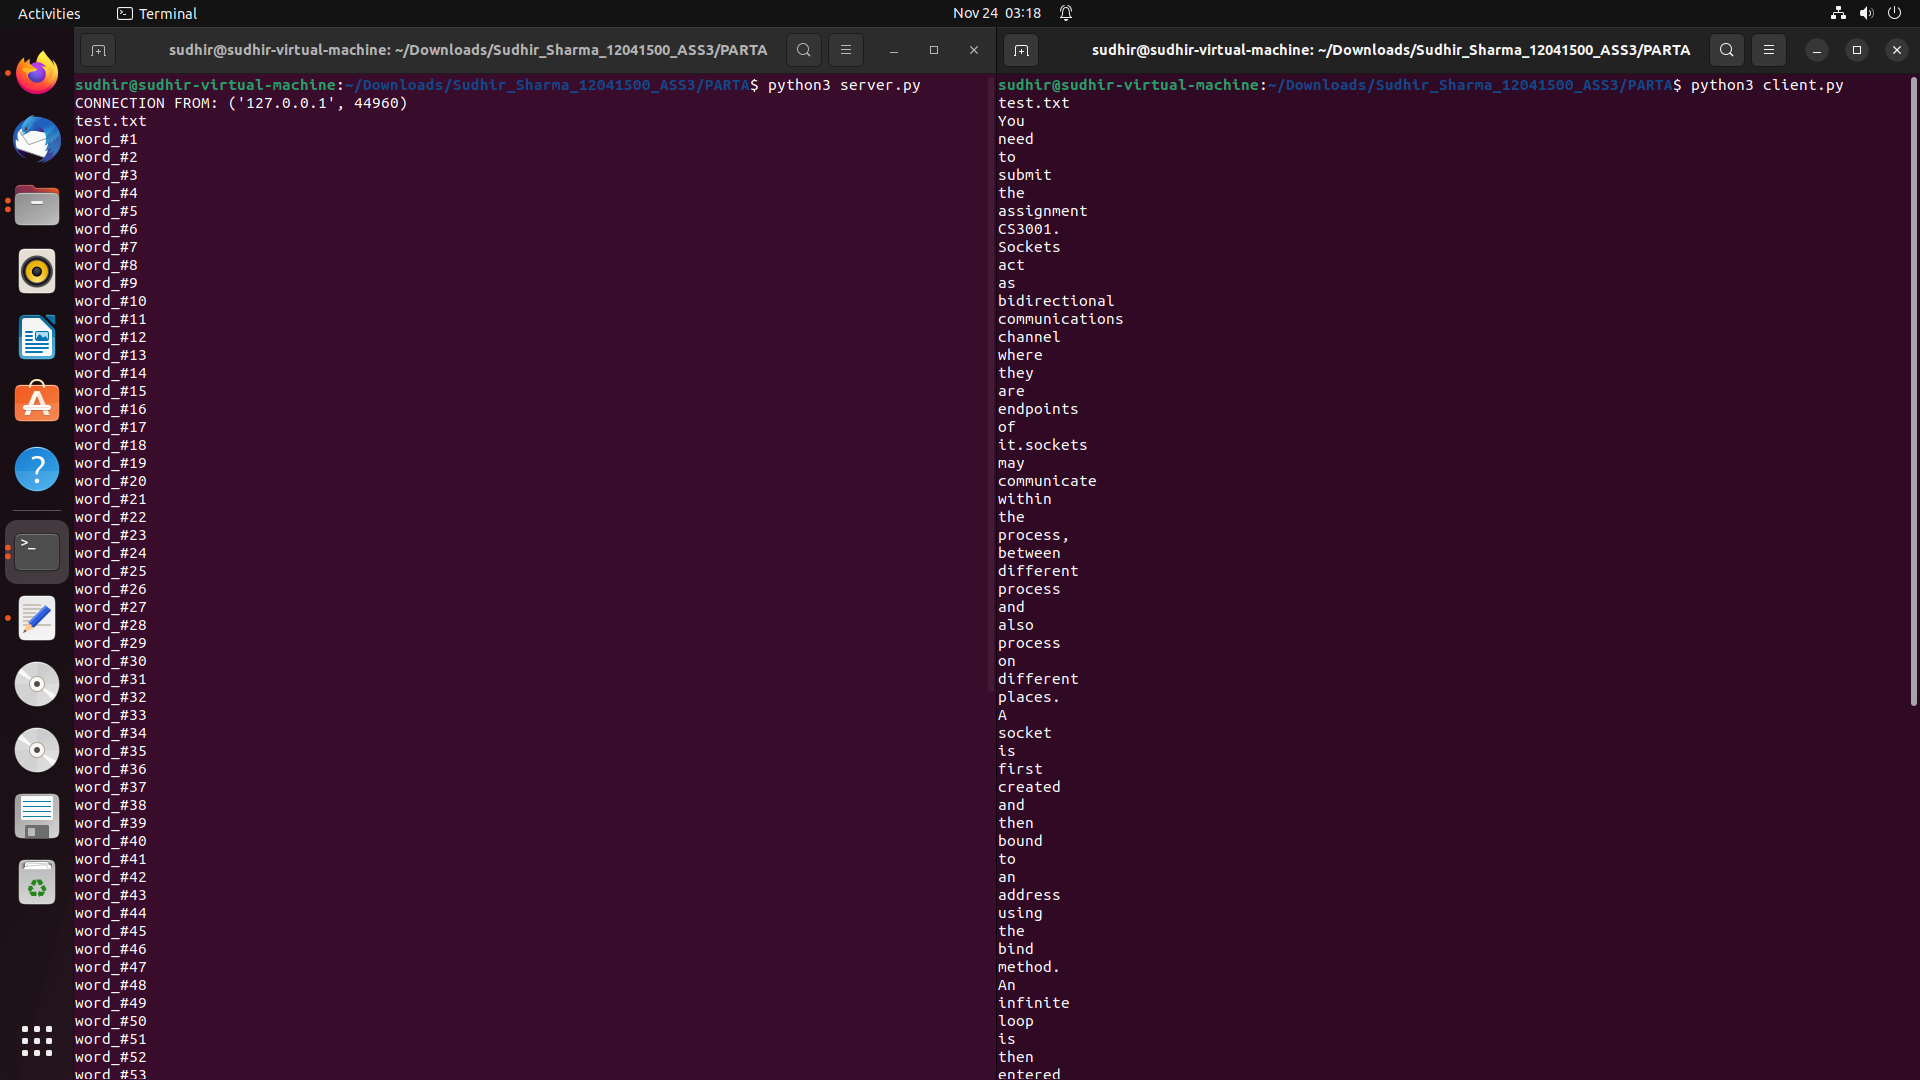 Activities
Terminal
Nov 24 03:18
sudhir@sudhir-virtual-machine: ~/Downloads/Sudhir_Sharma_12041500_ASS3/PARTA
sudhir@sudhir-virtual-machine:~/Downloads/Sudhir_Sharma_12041500_ASS3/PARTA$ python3 server.py
CONNECTION FROM: ('127.0.0.1', 44960)
test.txt
word_#1
word_#2
word_#3
word_#4
word_#5
word_#6
word_#7
word_#8
word_#9
word_#10
word_#11
word_#12
word_#13
word_#14
word_#15
word_#16
word_#17
word_#18
word_#19
word_#20
word_#21
word_#22
word_#23
word_#24
word_#25
word_#26
word_#27
word_#28
word_#29
word_#30
word_#31
word_#32
word_#33
word_#34
word_#35
word_#36
word_#37
word_#38
word_#39
word_#40
word_#41
word_#42
word_#43
word_#44
word_#45
word_#46
word_#47
word_#48
word_#49
word_#50
word_#51
word_#52
word_#53
sudhir@sudhir-virtual-machine: ~/Downloads/Sudhir_Sharma_12041500_ASS3/PARTA
sudhir@sudhir-virtual-machine:~/Downloads/Sudhir_Sharma_12041500_ASS3/PARTA$ python3 client.py
test.txt
You
need
to
submit
the
assignment
CS3001.
Sockets
act
as
bidirectional
communications
channel
where
they
are
endpoints
of
it.sockets
may
communicate
within
the
process,
between
different
process
and
also
process
on
different
places.
A
socket
is
first
created
and
then
bound
to
an
address
using
the
bind
method.
An
infinite
loop
is
then
entered